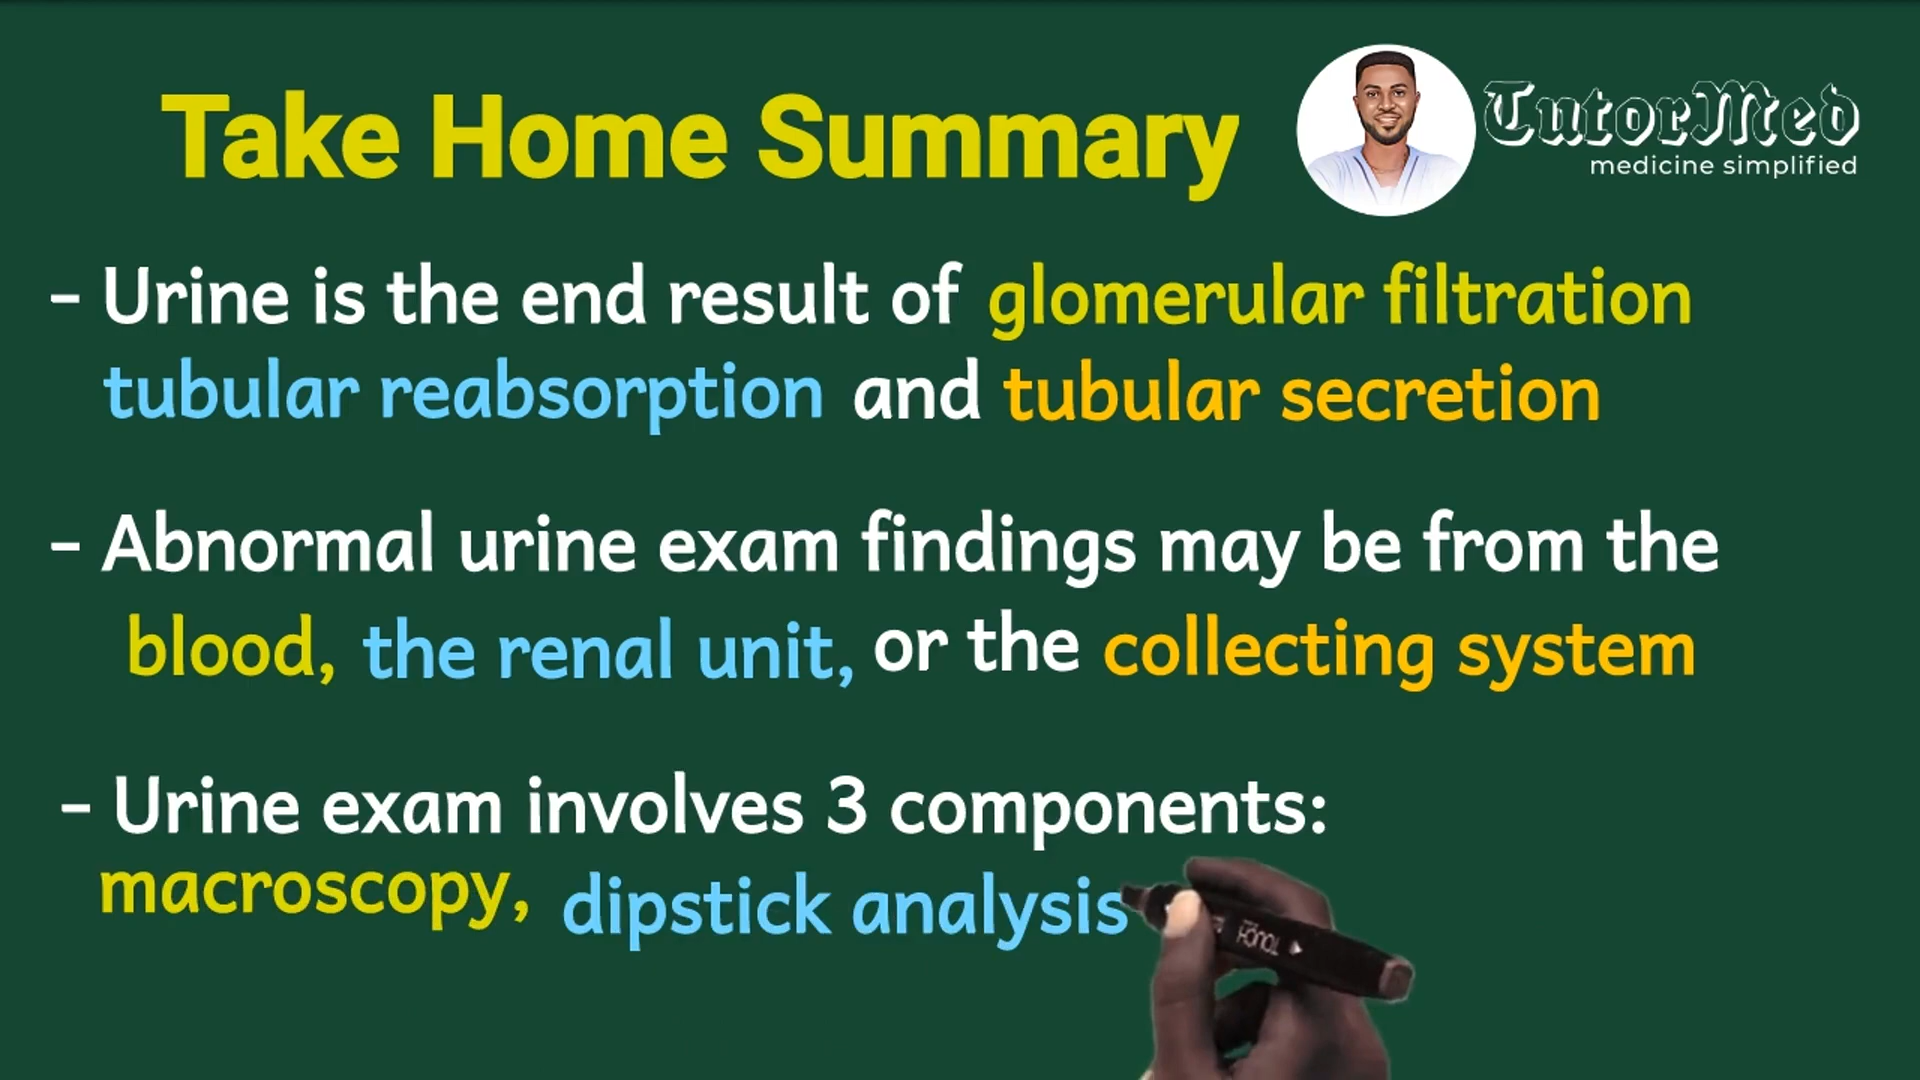 Take Home Summary
TutorMed
medicine simplified
- Urine is the end result of glomerular filtration
tubular reabsorption and tubular secretion
- Abnormal urine exam findings may be from the
blood, the renal unit, or the collecting system
- Urine exam involves 3 components:
macroscopy, dipstick analysis